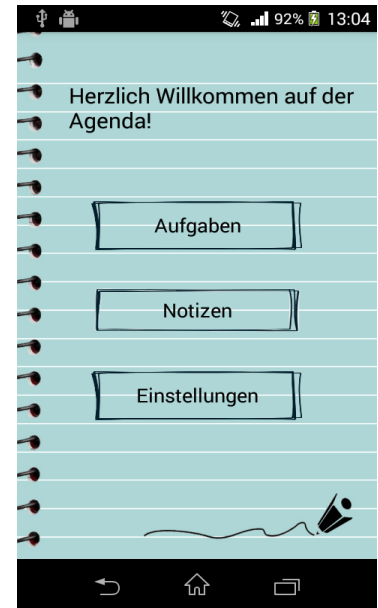 92% 13:04
Herzlich Willkommen auf der
Agenda!
Aufgaben
Notizen
Einstellungen